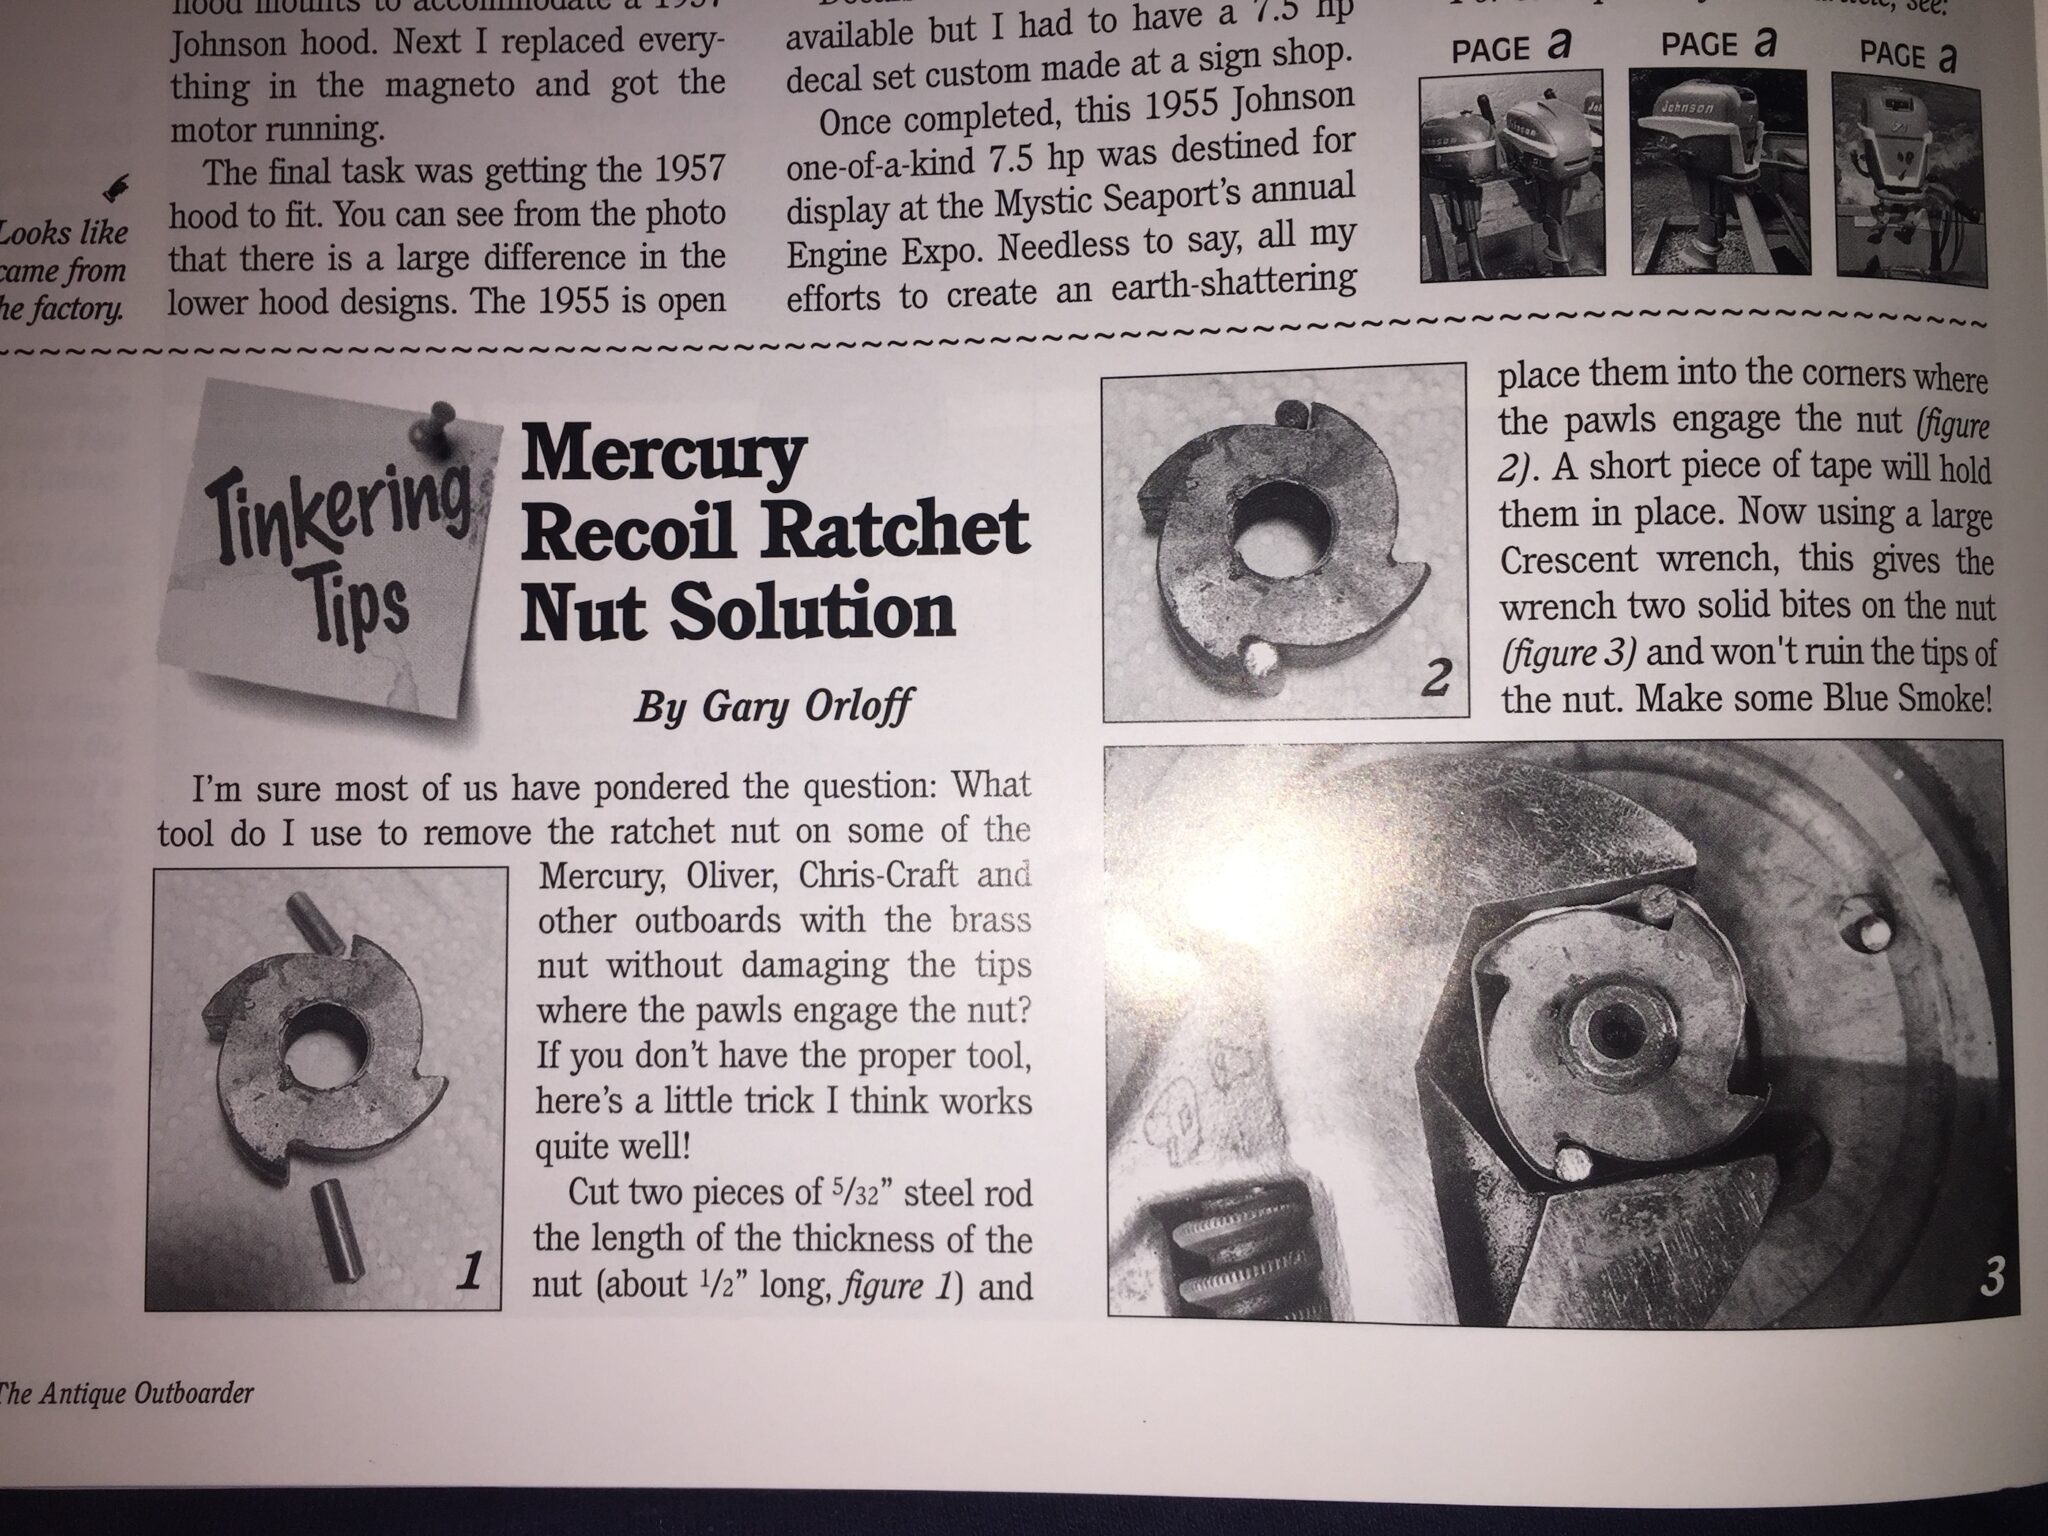 Johnson hood. Next I replaced every-
thing in the magneto and got the
motor running.
The final task was getting the 1957
hood to fit. You can see from the photo
that there is a large difference in the
lower hood designs. The 1955 is open
Looks like
came from
he factory.
available but I had to have a 7.5 hp
decal set custom made at a sign shop.
Once completed, this 1955 Johnson
one-of-a-kind 7.5 hp was destined for
display at the Mystic Seaport's annual
Engine Expo. Needless to say, all my
efforts to create an earth-shattering
see:
PAGE a
PAGE a
PAGE a
Johnson
Tinkering
Tips
Mercury
Recoil Ratchet
Nut Solution
By Gary Orloff
I'm sure most of us have pondered the question: What
tool do I use to remove the ratchet nut on some of the
Mercury, Oliver, Chris-Craft and
other outboards with the brass
nut without damaging the tips
where the pawls engage the nut?
If you don't have the proper tool,
here's a little trick I think works
quite well!
Cut two pieces of 5/32" steel rod
the length of the thickness of the
nut (about 1/2" long, figure 1) and
1
2
place them into the corners where
the pawls engage the nut (figure
2). A short piece of tape will hold
them in place. Now using a large
Crescent wrench, this gives the
wrench two solid bites on the nut
(figure 3) and won't ruin the tips of
the nut. Make some Blue Smoke!
3
The Antique Outboarder